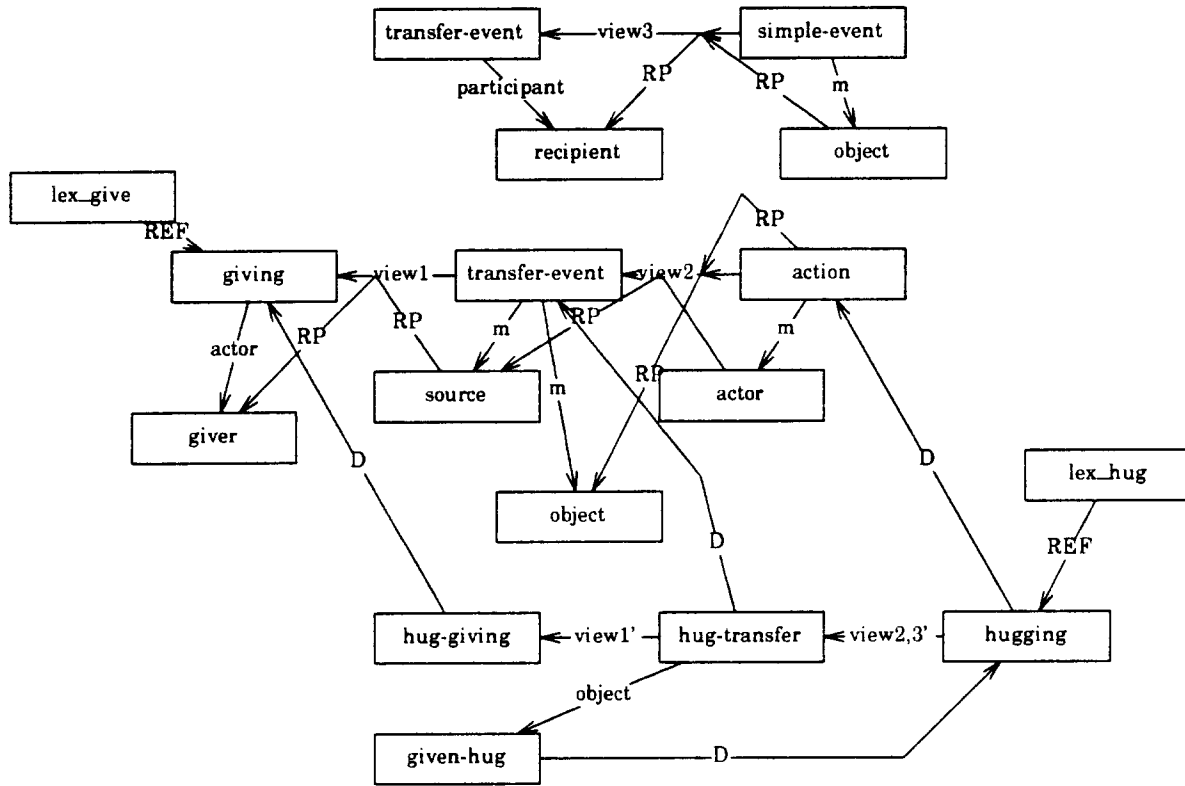 transfer-event view3 simple-event
participant RP RP m
recipient object
lex_give
REF RP
giving view1 transfer-event view2 action
actor RP RP m RP m
source m RP actor
giver
D D lex_hug
object
D REF
hug-giving view1' hug-transfer view2,3' hugging
object
given-hug D